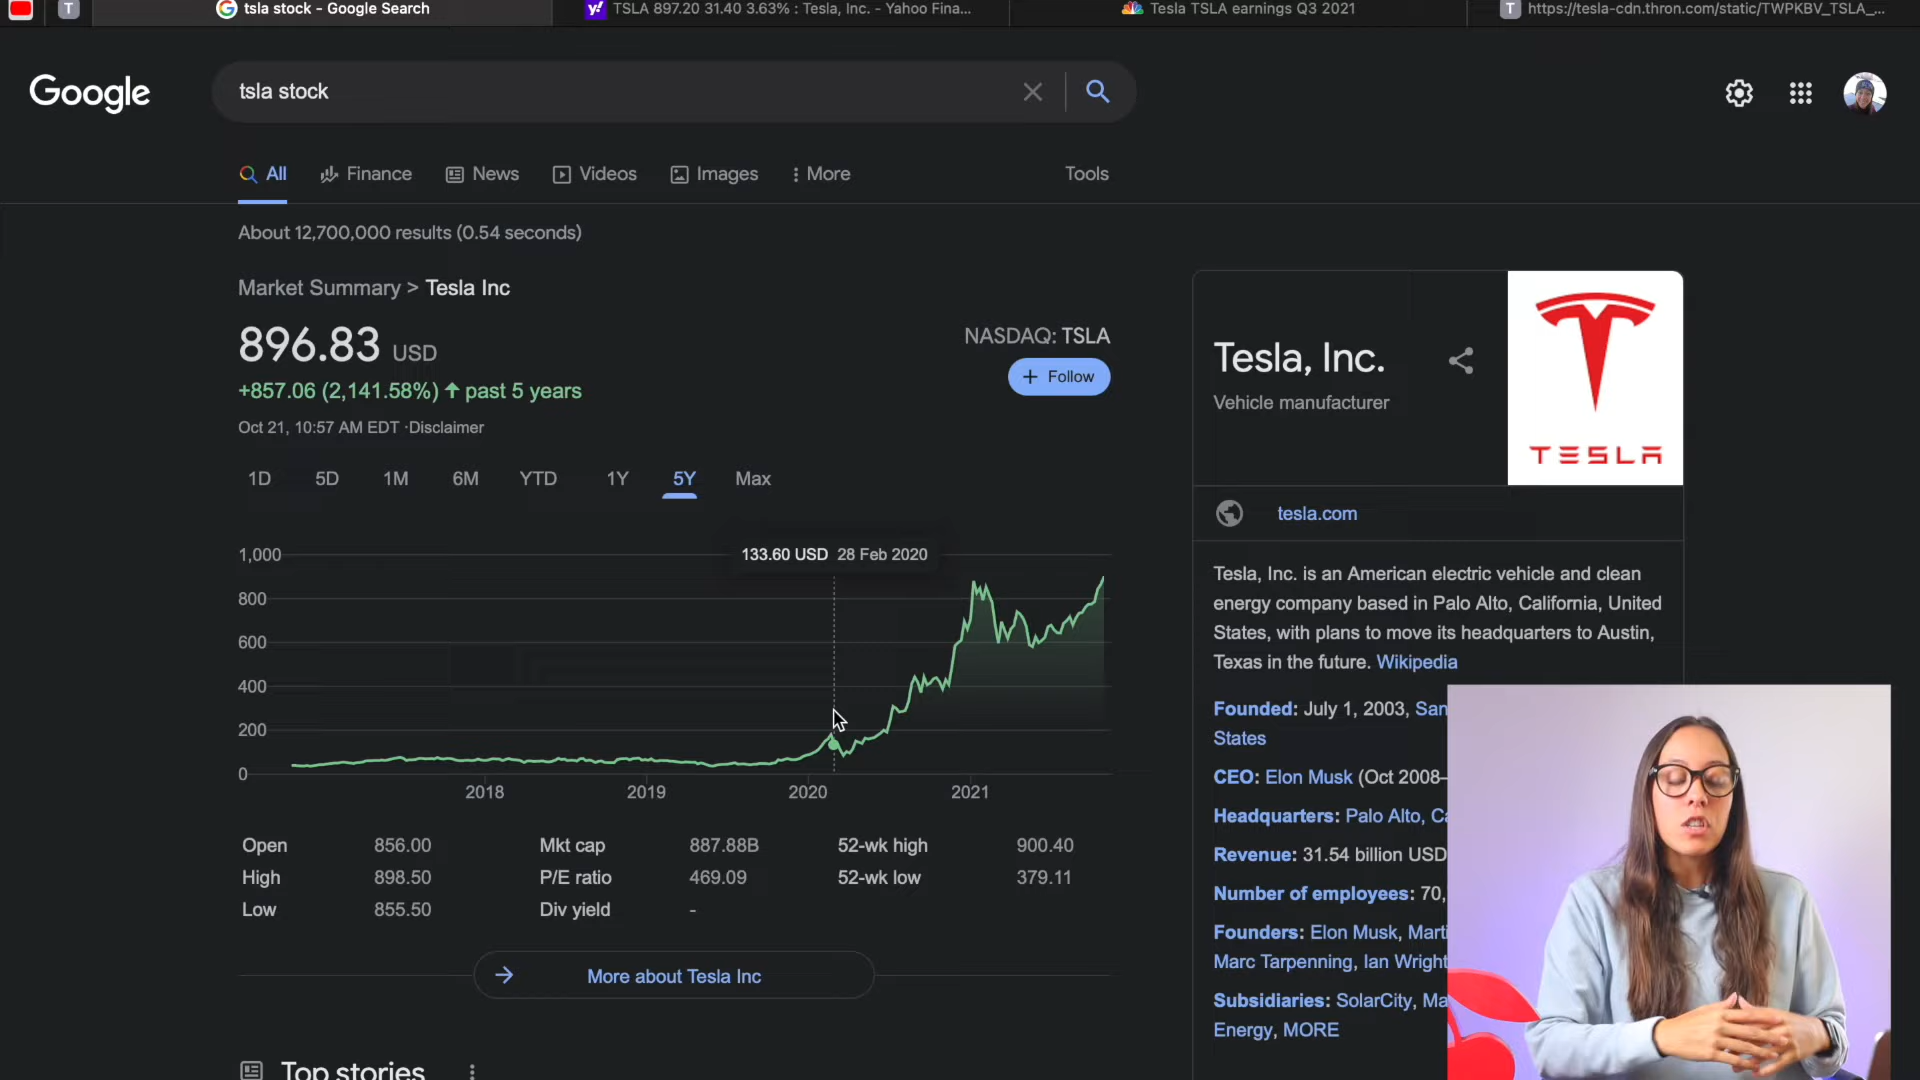 T
tsla stock - Google Search
TSLA 897.20 31.40 3.63% : Tesla, Inc. - Yahoo Fina...
Tesla TSLA earnings Q3 2021
T
https://tesla-cdn.thron.com/static/TWPKBV_TSLA_...
Google
tsla stock
All
Finance
News
Videos
Images
More
Tools
About 12,700,000 results (0.54 seconds)
Market Summary > Tesla Inc
896.83 USD
NASDAQ: TSLA
+857.06 (2,141.58%) past 5 years
+ Follow
Oct 21, 10:57 AM EDT ·Disclaimer
1D 5D 1M 6M YTD 1Y 5Y Max
133.60 USD 28 Feb 2020
1,000
800
600
400
200
0
2018 2019 2020 2021
Open 856.00 Mkt cap 887.88B 52-wk high 900.40
High 898.50 P/E ratio 469.09 52-wk low 379.11
Low 855.50 Div yield -
More about Tesla Inc
Top stories
Tesla, Inc.
Vehicle manufacturer
TESLA
tesla.com
Tesla, Inc. is an American electric vehicle and clean
energy company based in Palo Alto, California, United
States, with plans to move its headquarters to Austin,
Texas in the future. Wikipedia
Founded: July 1, 2003, San
States
CEO: Elon Musk (Oct 2008–
Headquarters: Palo Alto, Ca
Revenue: 31.54 billion USD
Number of employees: 70,
Founders: Elon Musk, Marti
Marc Tarpenning, Ian Wright
Subsidiaries: SolarCity, Ma
Energy, MORE